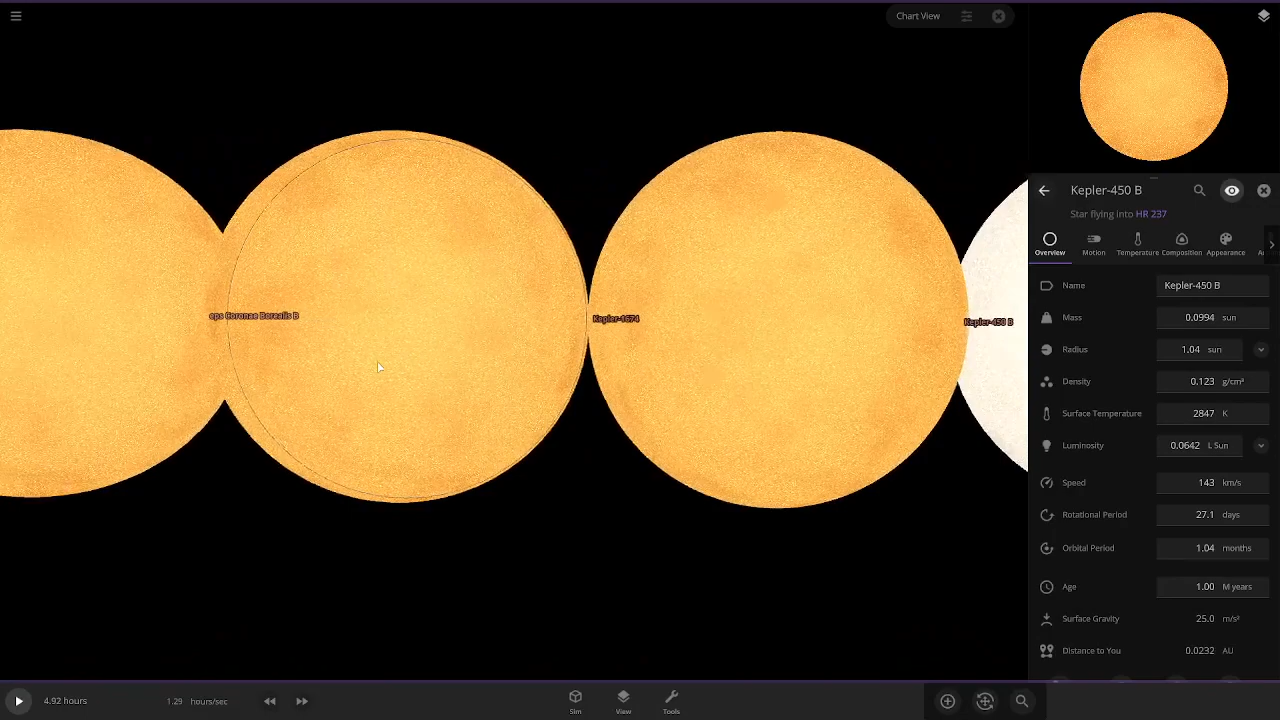 Chart View
eps Coronae Borealis B
Kepler-1674
Kepler-450 B
Kepler-450 B
Star flying into HR 237
Overview
Motion
Temperature
Composition
Appearance
Name
Kepler-450 B
Mass
0.0994 sun
Radius
1.04 sun
Density
0.123 g/cm³
Surface Temperature
2847 K
Luminosity
0.0642 L Sun
Speed
143 km/s
Rotational Period
27.1 days
Orbital Period
1.04 months
Age
1.00 M years
Surface Gravity
25.0 m/s²
Distance to You
0.0232 AU
4.92 hours
1.29 hours/sec
Sim
View
Tools